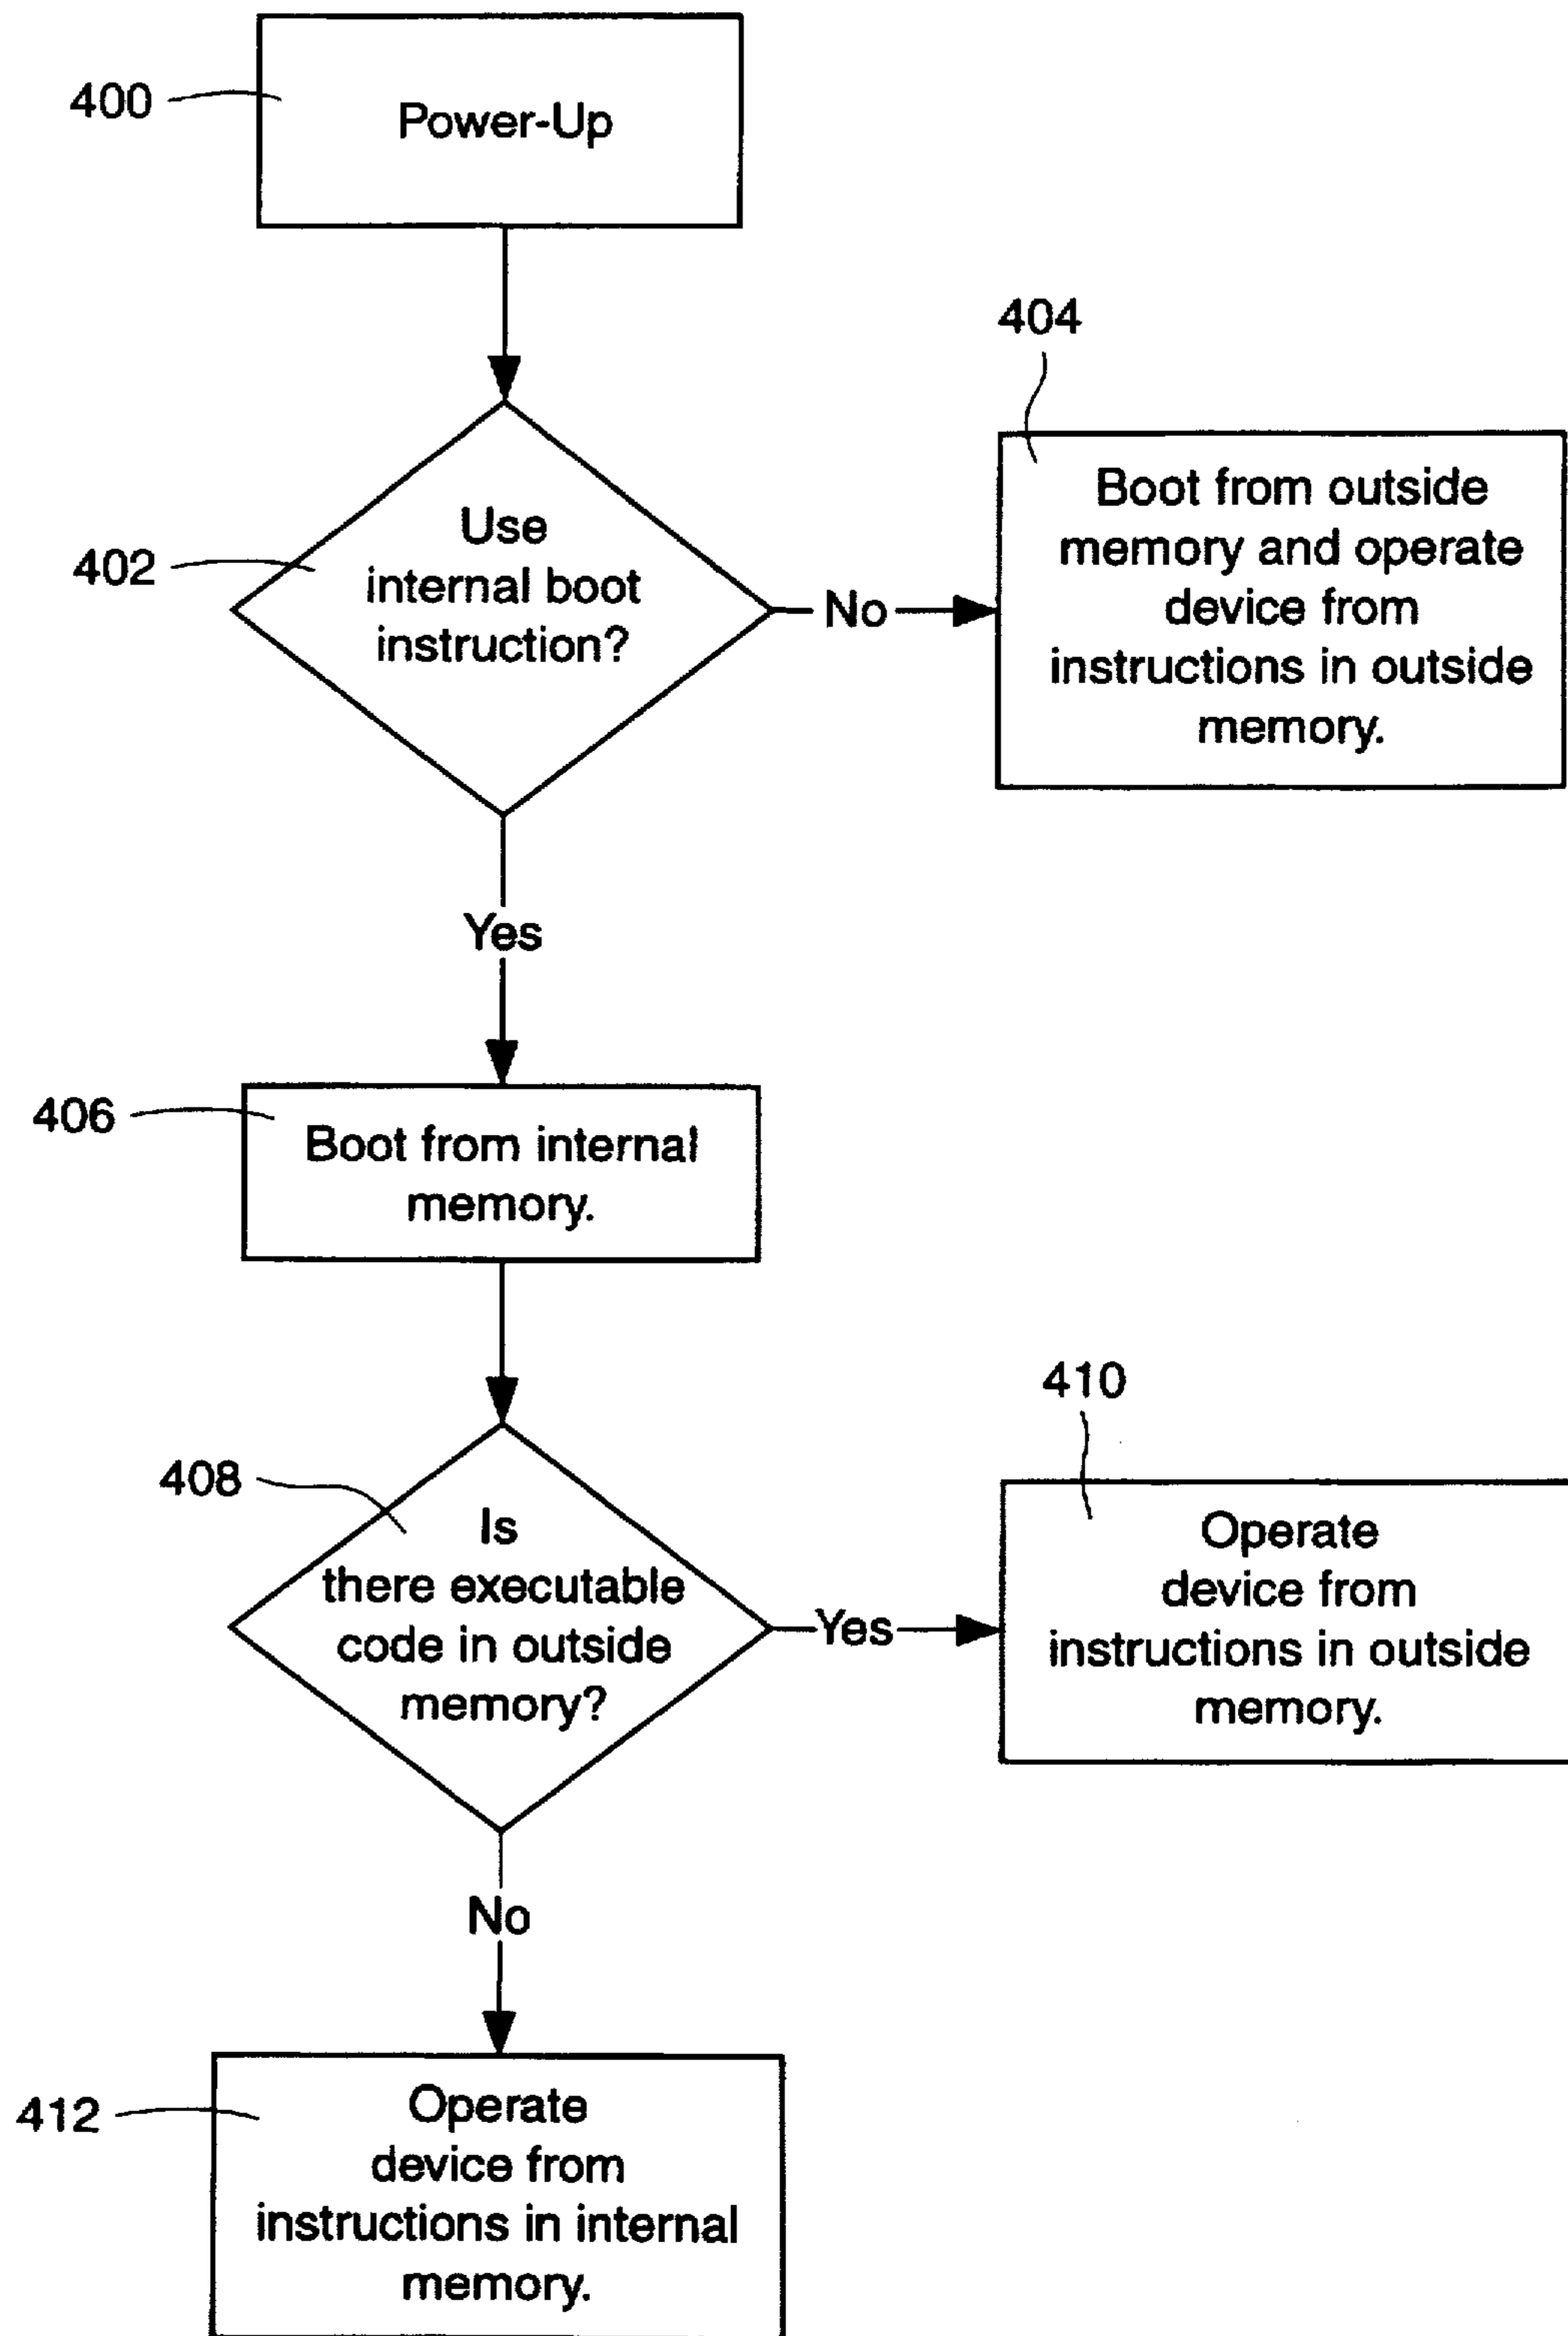 400
Power-Up
404
402
Use
internal boot
instruction?
No
Boot from outside
memory and operate
device from
instructions in outside
memory.
Yes
406
Boot from internal
memory.
410
408
Is
there executable
code in outside
memory?
Yes
Operate
device from
instructions in outside
memory.
No
412
Operate
device from
instructions in internal
memory.